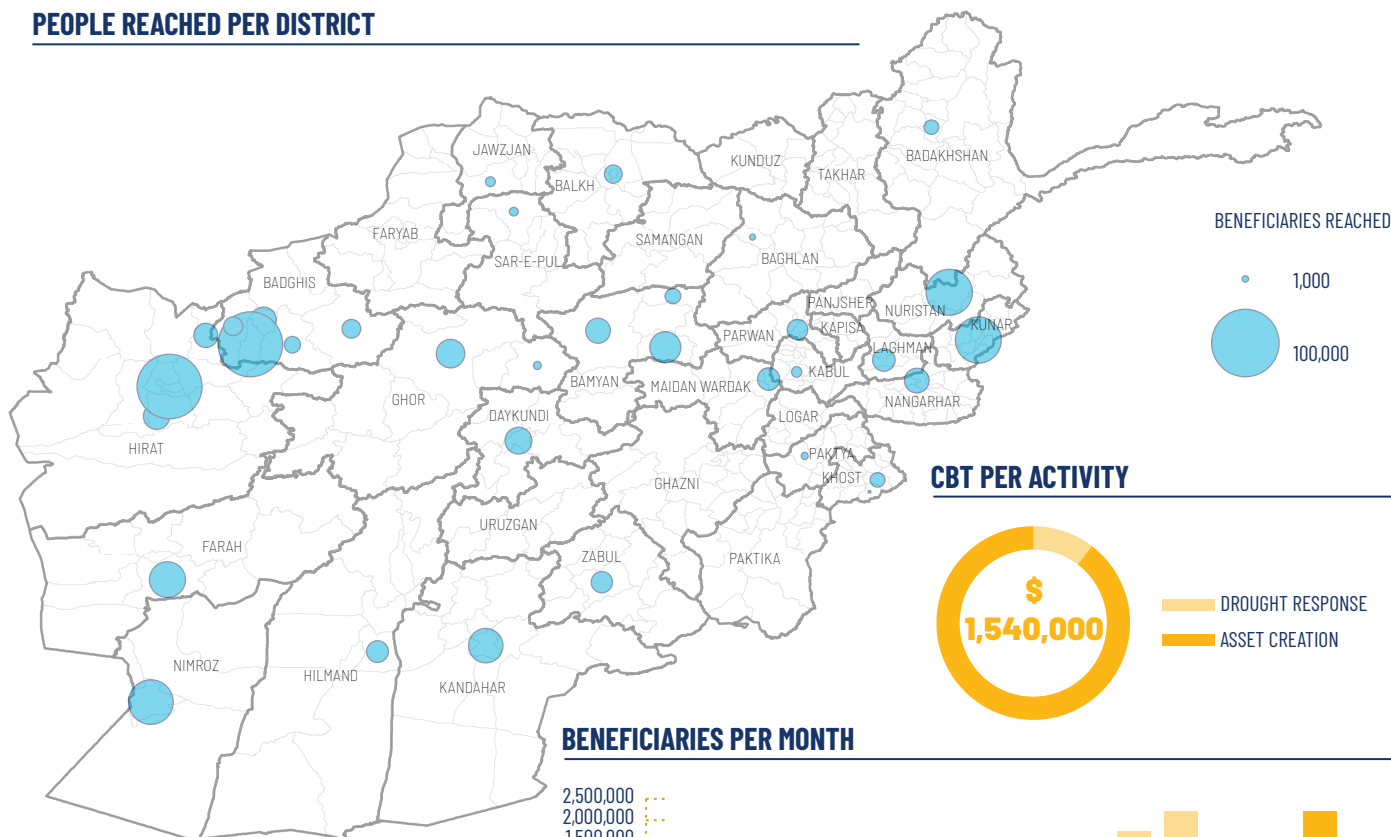 PEOPLE REACHED PER DISTRICT
JAWZJAN
BALKH
KUNDUZ
TAKHAR
BADAKHSHAN
FARYAB
SAR-E-PUL
SAMANGAN
BAGHLAN
BADGHIS
PANJSHER
NURISTAN
KUNAR
PARWAN
KAPISA
LAGHMAN
KABUL
BAMYAN
MAIDAN WARDAK
NANGARHAR
GHOR
DAYKUNDI
LOGAR
HIRAT
PAKTYA
KHOST
GHAZNI
URUZGAN
FARAH
ZABUL
PAKTIKA
NIMROZ
HILMAND
KANDAHAR
BENEFICIARIES REACHED
1,000
100,000
CBT PER ACTIVITY
$
1,540,000
DROUGHT RESPONSE
ASSET CREATION
BENEFICIARIES PER MONTH
2,500,000
2,000,000
1,500,000